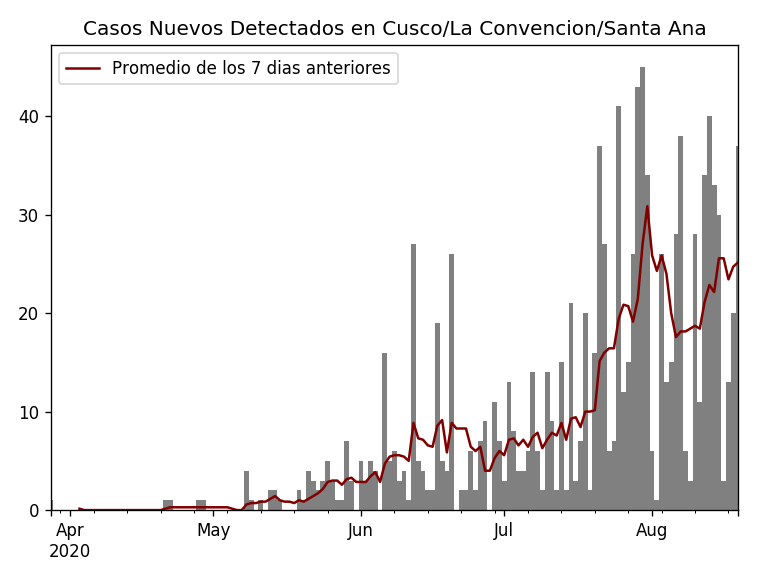 Casos Nuevos Detectados en Cusco/La Convencion/Santa Ana
Promedio de los 7 dias anteriores
40
30
20
10
0
Apr May Jun Jul Aug
2020